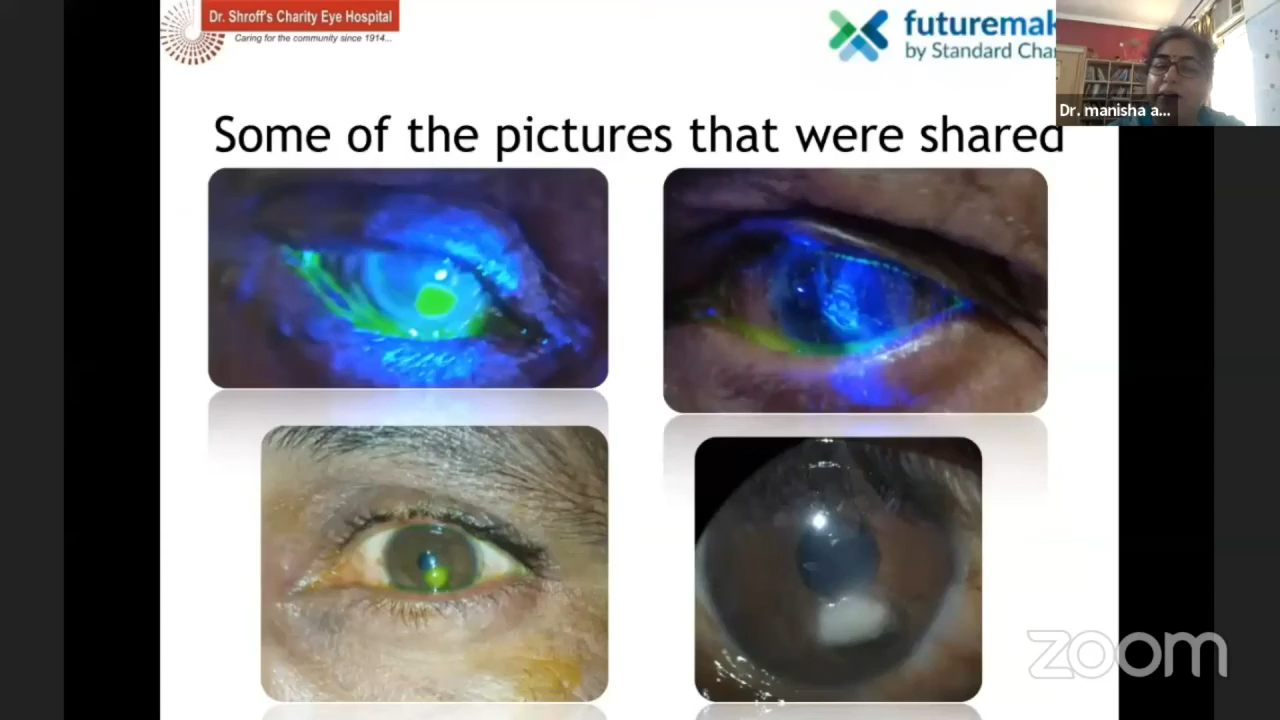 Dr. Shroff's Charity Eye Hospital
Caring for the community since 1914...
futuremak
by Standard Char
Dr. manisha a...
Some of the pictures that were shared
zoom